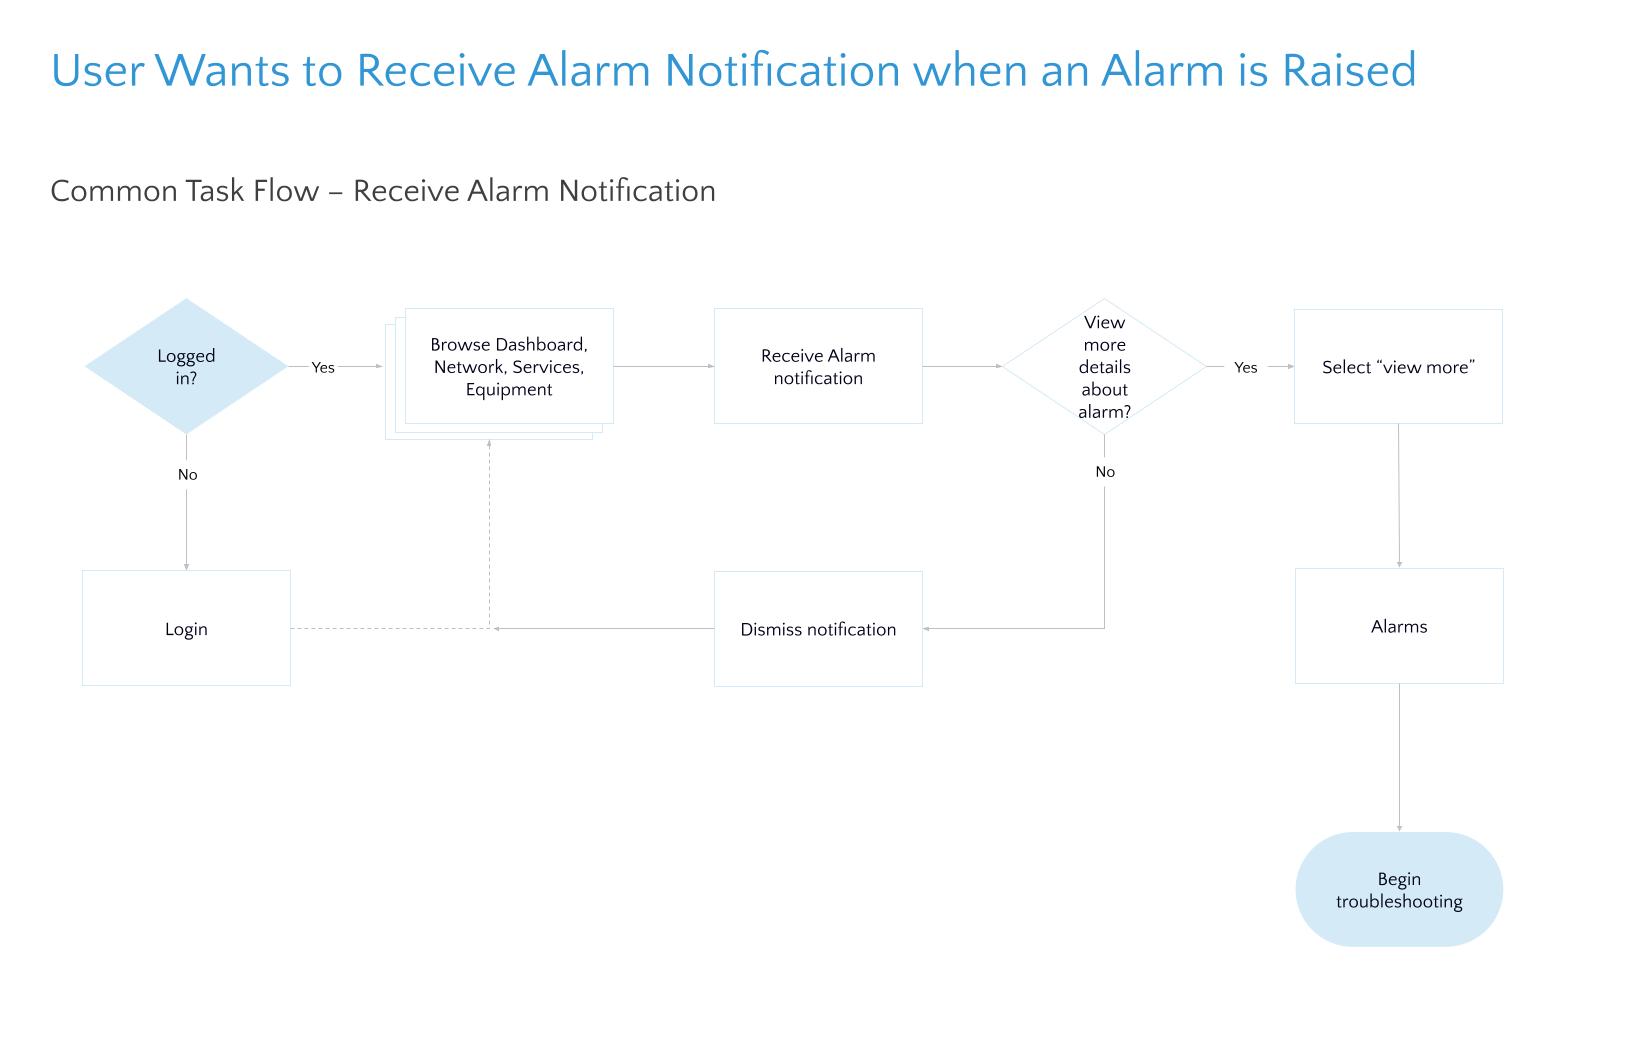 User Wants to Receive Alarm Notification when an Alarm is Raised
Common Task Flow – Receive Alarm Notification
Logged
in?
Yes
Browse Dashboard,
Network, Services,
Equipment
Receive Alarm
notification
View
more
details
about
alarm?
Yes
Select “view more”
No
No
Login
Dismiss notification
Alarms
Begin
troubleshooting